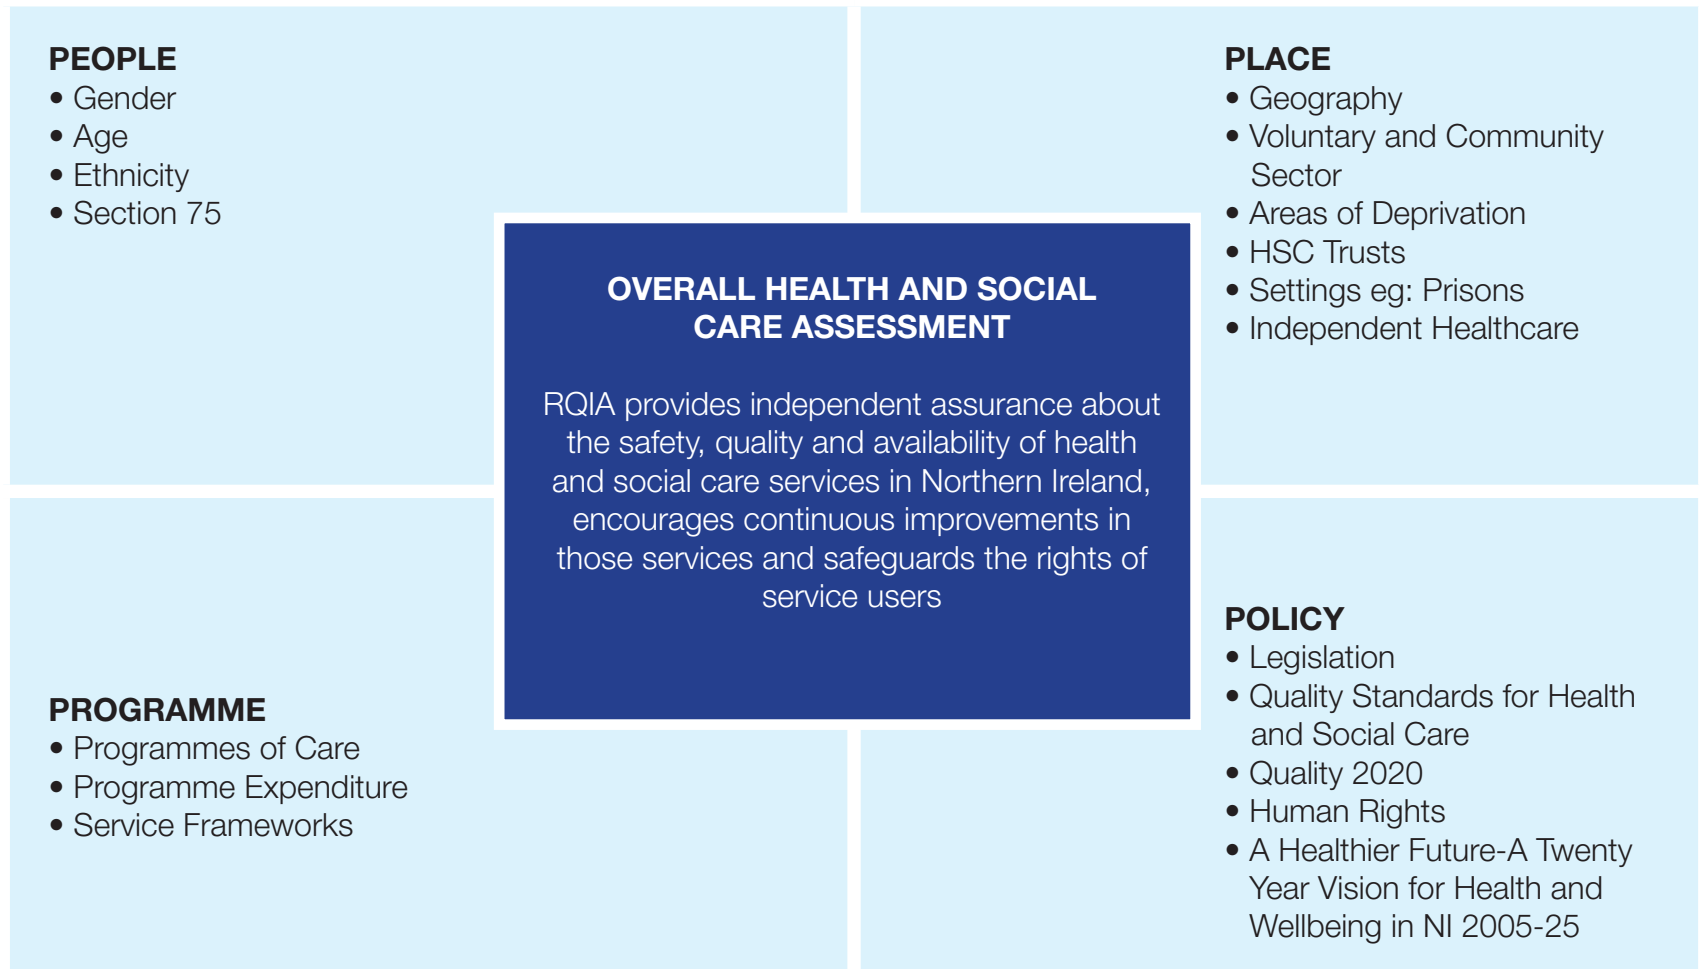 PEOPLE
• Gender
• Age
• Ethnicity
• Section 75
PLACE
• Geography
• Voluntary and Community
Sector
• Areas of Deprivation
• HSC Trusts
• Settings eg: Prisons
• Independent Healthcare
OVERALL HEALTH AND SOCIAL
CARE ASSESSMENT
RQIA provides independent assurance about
the safety, quality and availability of health
and social care services in Northern Ireland,
encourages continuous improvements in
those services and safeguards the rights of
service users
PROGRAMME
• Programmes of Care
• Programme Expenditure
• Service Frameworks
POLICY
• Legislation
• Quality Standards for Health
and Social Care
• Quality 2020
• Human Rights
• A Healthier Future-A Twenty
Year Vision for Health and
Wellbeing in NI 2005-25